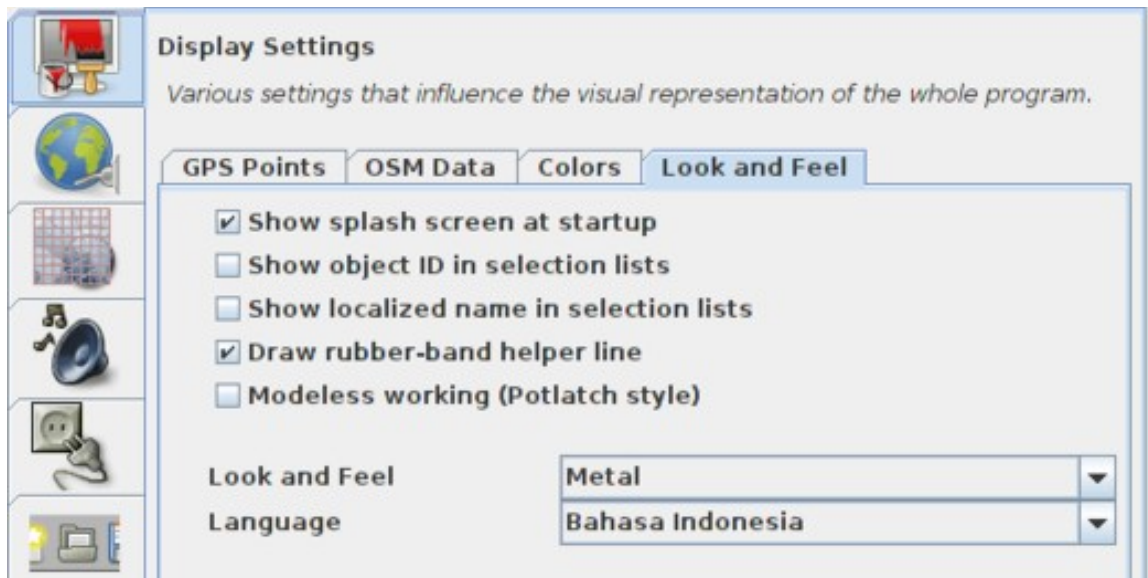 Display Settings
Various settings that influence the visual representation of the whole program.
GPS Points OSM Data Colors Look and Feel
Show splash screen at startup
Show object ID in selection lists
Show localized name in selection lists
Draw rubber-band helper line
Modeless working (Potlatch style)
Look and Feel Metal
Language Bahasa Indonesia